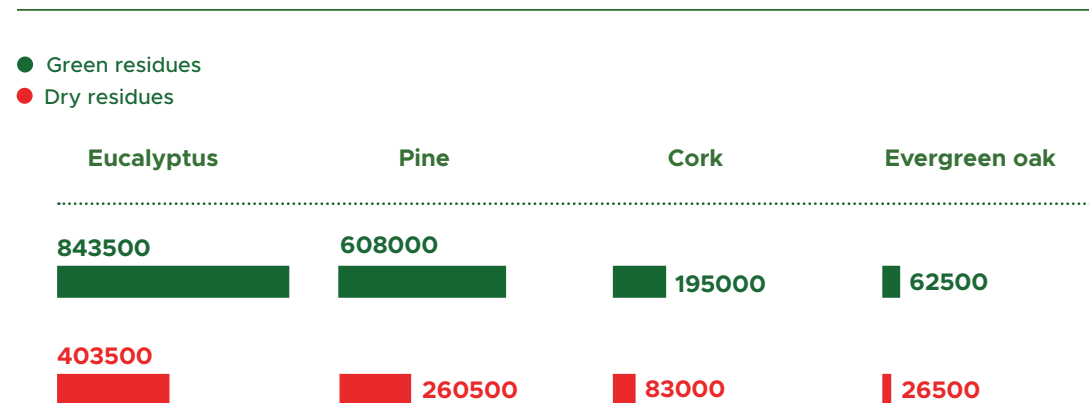 Green residues
Dry residues
Eucalyptus Pine Cork Evergreen oak
843500 608000 195000 62500
403500 260500 83000 26500